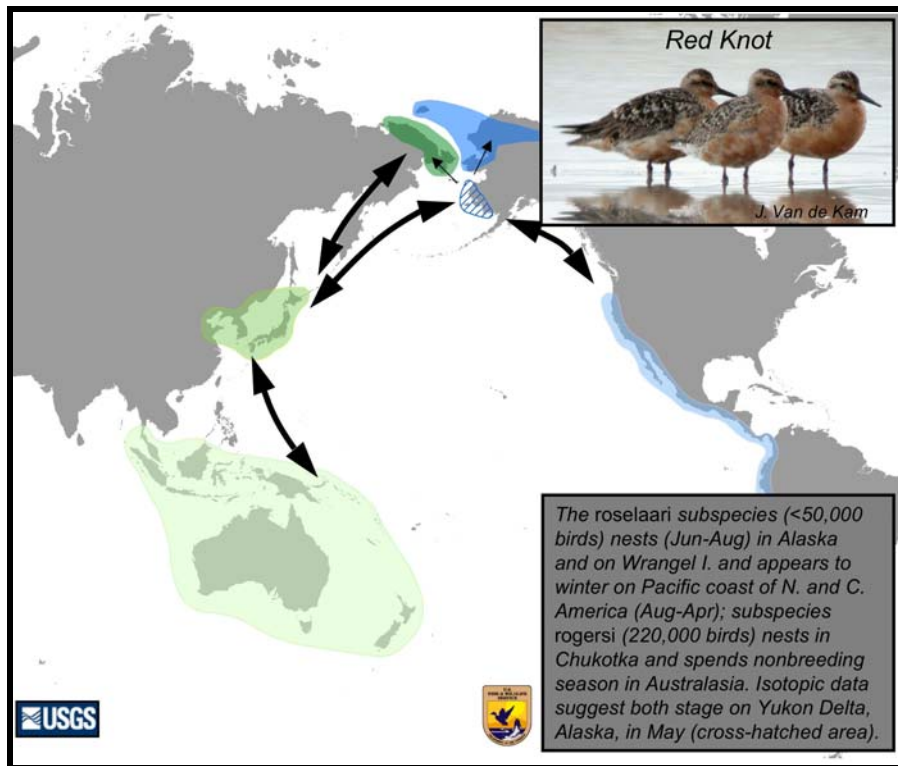 Red Knot
J. Van de Kam
The roselaari subspecies (<50,000
birds) nests (Jun-Aug) in Alaska
and on Wrangel I. and appears to
winter on Pacific coast of N. and C.
America (Aug-Apr); subspecies
rogersi (220,000 birds) nests in
Chukotka and spends nonbreeding
season in Australasia. Isotopic data
suggest both stage on Yukon Delta,
Alaska, in May (cross-hatched area).
USGS
U.S.
FISH & WILDLIFE
SERVICE